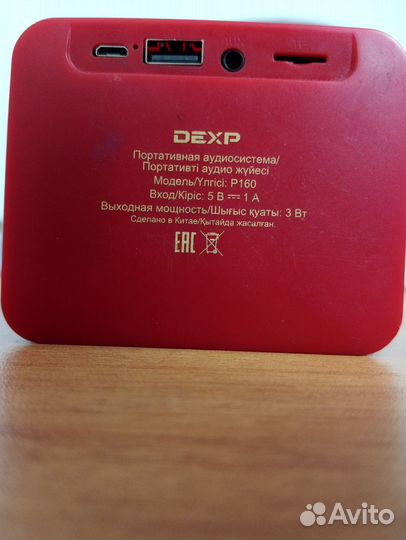 DEXP
Портативная аудиосистема/
Портативті аудио жүйесі
Модель/Үлгісі: P160
Вход/Кіріс: 5 В ⎓ 1 А
Выходная мощность/Шығыс қуаты: 3 Вт
Сделано в Китае/Қытайда жасалған.
EAC
Avito